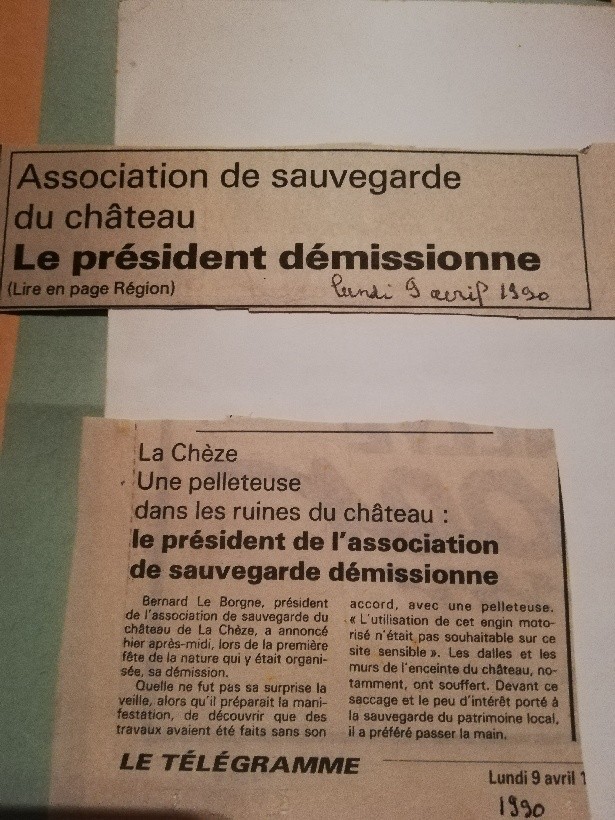 Association de sauvegarde
du château
Le président démissionne
(Lire en page Région)
lundi 9 avril 1990
La Chèze
Une pelleteuse
dans les ruines du château :
le président de l'association
de sauvegarde démissionne
Bernard Le Borgne, président
de l'association de sauvegarde du
château de La Chèze, a annoncé
hier après-midi, lors de la première
fête de la nature qui y était organi-
sée, sa démission.
Quelle ne fut pas sa surprise la
veille, alors qu'il préparait la mani-
festation, de découvrir que des
travaux avaient été faits sans son
accord, avec une pelleteuse.
« L'utilisation de cet engin moto-
risé n'était pas souhaitable sur ce
site sensible ». Les dalles et les
murs de l'enceinte du château, no-
tamment, ont souffert. Devant ce
saccage et le peu d'intérêt porté à
la sauvegarde du patrimoine local,
il a préféré passer la main.
LE TÉLÉGRAMME
Lundi 9 avril 1
1990